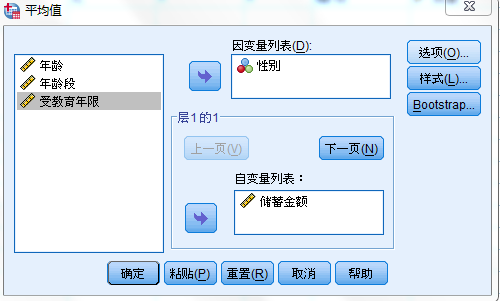 平均值
年龄
年龄段
受教育年限
因变量列表(D):
性别
选项(O)...
样式(L)...
Bootstrap...
层1的1
上一页(V)
下一页(N)
自变量列表：
储蓄金额
确定
粘贴(P)
重置(R)
取消
帮助